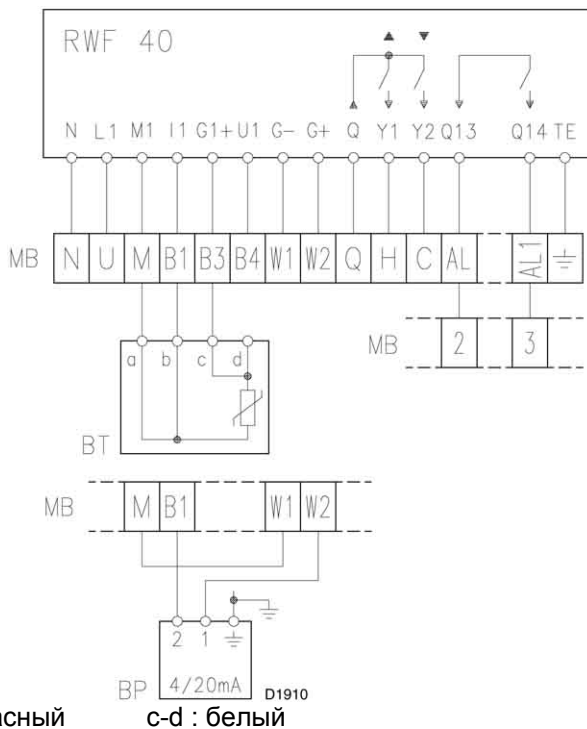 RWF 40
N L1 M1 I1 G1+ U1 G- G+ Q Y1 Y2 Q13 Q14 TE
MB N U M B1 B3 B4 W1 W2 Q H C AL AL1
MB 2 3
a b c d
BT
MB M B1 W1 W2
2 1
BP 4/20mA D1910
c-d : белый